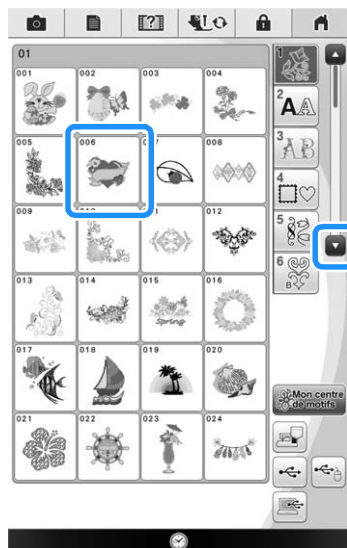 01
001 002 003 004
005 006 7 008
009 012
013 014 015 016
Spring
017 018 019 020
021 022 023 024
1
2 AA
3 AB
4
5
6
B
Mon centre
de motifs